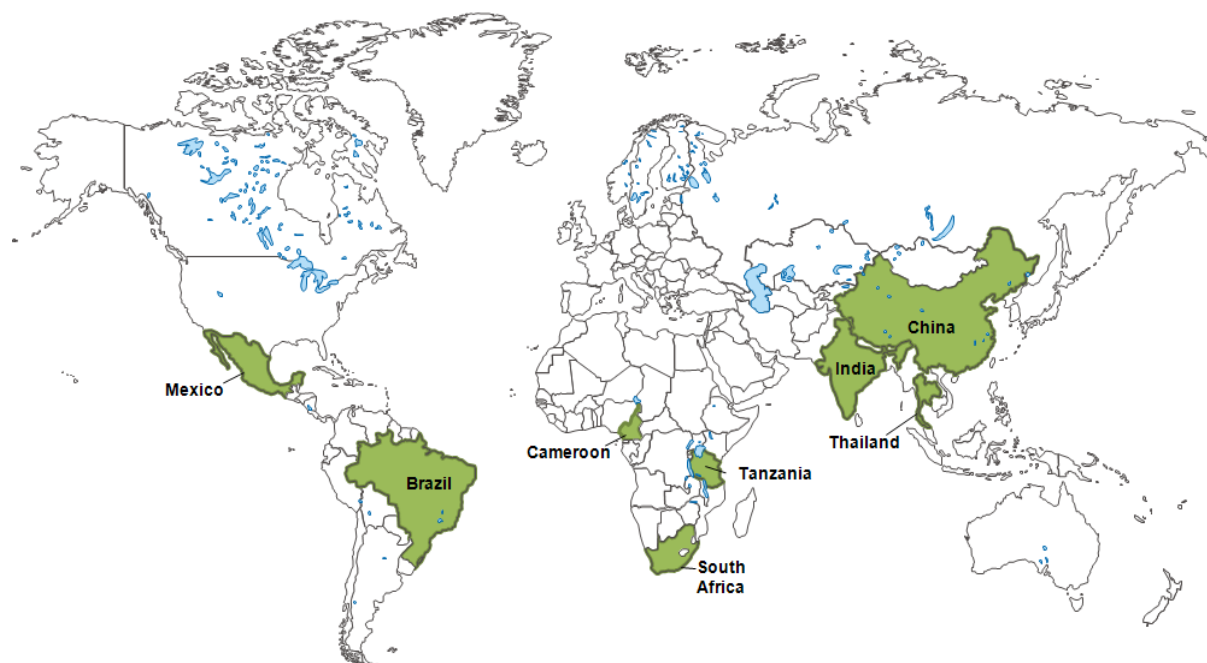 China
India
Mexico
Thailand
Cameroon
Tanzania
Brazil
South
Africa